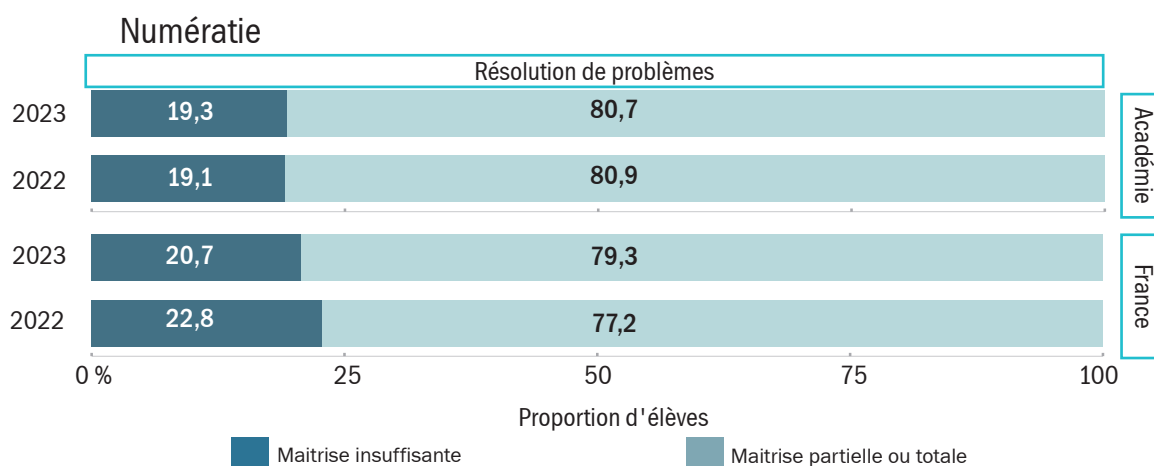 Numératie
Résolution de problèmes
2023 19,3 80,7
2022 19,1 80,9
Académie
2023 20,7 79,3
2022 22,8 77,2
France
0 % 25 50 75 100
Proportion d'élèves
Maitrise insuffisante Maitrise partielle ou totale